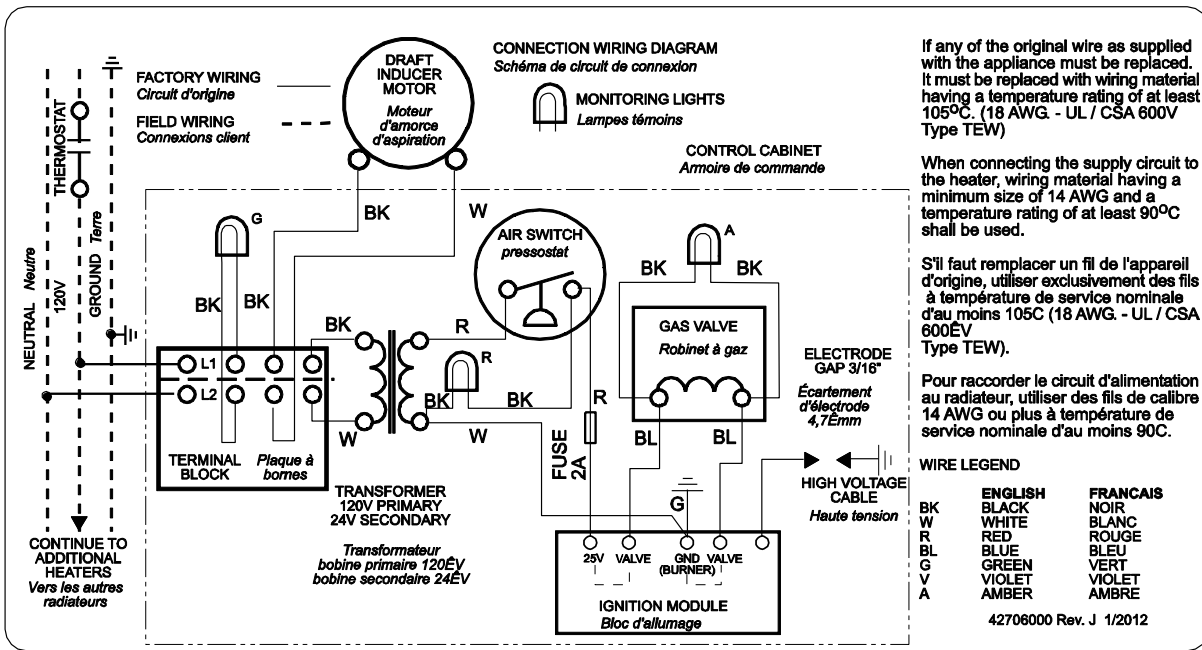 CONNECTION WIRING DIAGRAM
Schéma de circuit de connexion
FACTORY WIRING
Circuit d'origine
FIELD WIRING
Connexions client
DRAFT
INDUCER
MOTOR
Moteur
d'amorce
d'aspiration
MONITORING LIGHTS
Lampes témoins
CONTROL CABINET
Armoire de commande
THERMOSTAT
NEUTRAL Neutre
120V
GROUND Terre
G
BK
W
BK
BK
AIR SWITCH
pressostat
A
BK
BK
GAS VALVE
Robinet à gaz
BK
R
R
BK
BK
W
W
R
FUSE
2A
BL
BL
L1
L2
TERMINAL
BLOCK
Plaque à
bornes
TRANSFORMER
120V PRIMARY
24V SECONDARY
Transformateur
bobine primaire 120ÊV
bobine secondaire 24ÊV
ELECTRODE
GAP 3/16"
Écartement
d'électrode
4,7Êmm
HIGH VOLTAGE
CABLE
Haute tension
G
25V
VALVE
GND
(BURNER)
VALVE
IGNITION MODULE
Bloc d'allumage
CONTINUE TO
ADDITIONAL
HEATERS
Vers les autres
radiateurs
If any of the original wire as supplied
with the appliance must be replaced.
It must be replaced with wiring material
having a temperature rating of at least
105ºC. (18 AWG. - UL / CSA 600V
Type TEW)
When connecting the supply circuit to
the heater, wiring material having a
minimum size of 14 AWG and a
temperature rating of at least 90ºC
shall be used.
S'il faut remplacer un fil de l'appareil
d'origine, utiliser exclusivement des fils
à température de service nominale
d'au moins 105C (18 AWG. - UL / CSA
600ÊV
Type TEW).
Pour raccorder le circuit d'alimentation
au radiateur, utiliser des fils de calibre
14 AWG ou plus à température de
service nominale d'au moins 90C.
WIRE LEGEND
ENGLISH FRANCAIS
BK BLACK NOIR
W WHITE BLANC
R RED ROUGE
BL BLUE BLEU
G GREEN VERT
V VIOLET VIOLET
A AMBER AMBRE
42706000 Rev. J 1/2012